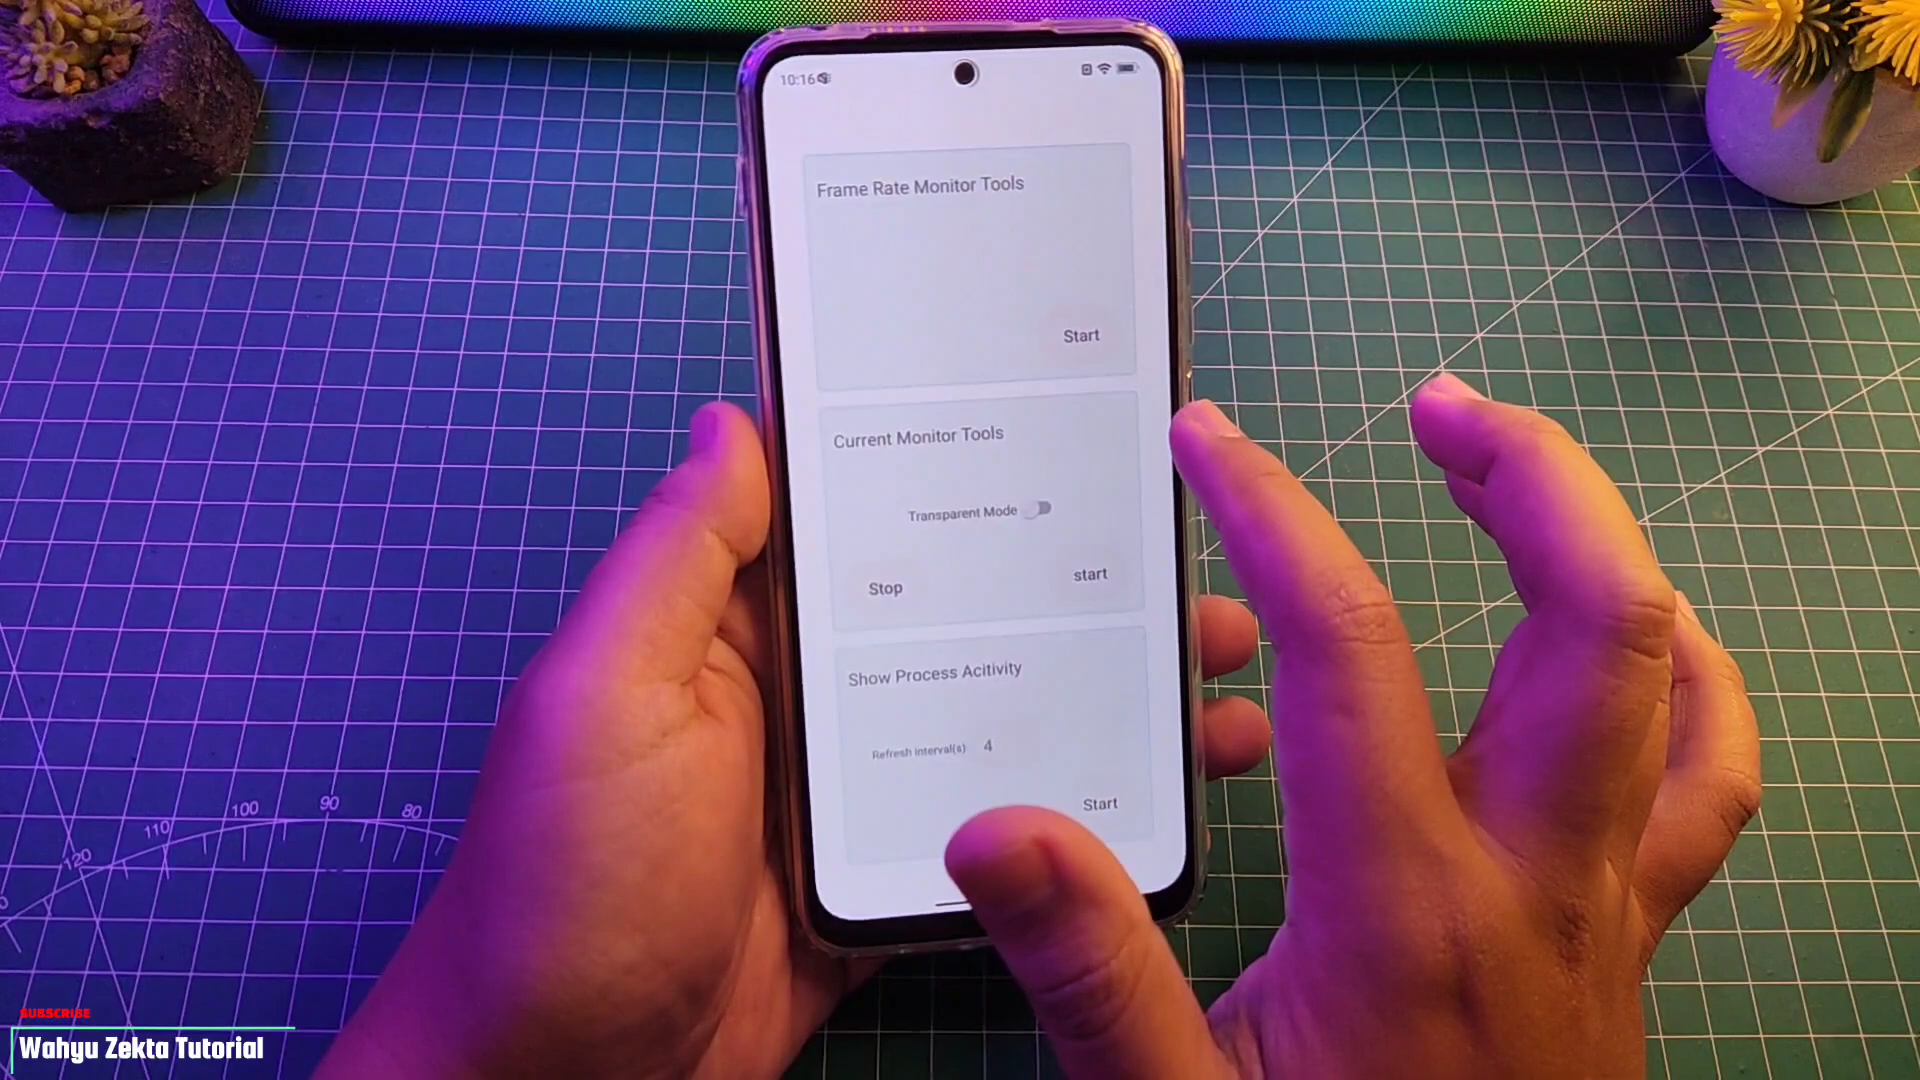 10:16
Frame Rate Monitor Tools
Start
Current Monitor Tools
Transparent Mode
Stop
start
Show Process Acitivity
Refresh interval(s) 4
Start
120
110
100
90
80
SUBSCRIBE
Wahyu Zekta Tutorial